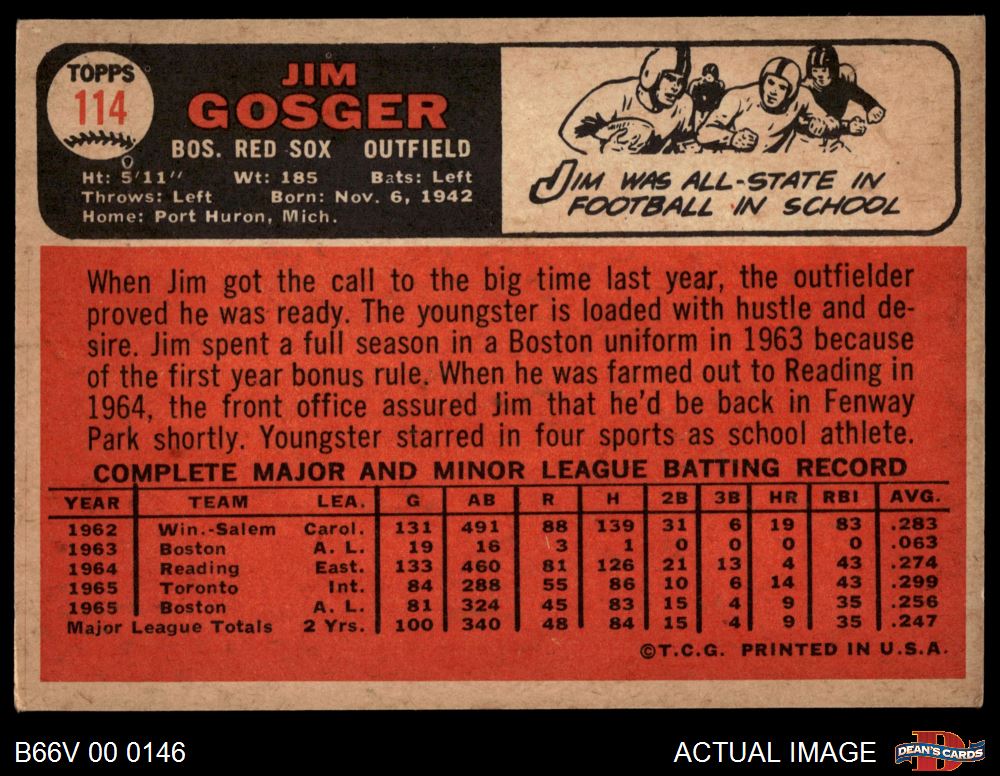 TOPPS
114
JIM
GOSGER
BOS. RED SOX OUTFIELD
Ht: 5'11" Wt: 185 Bats: Left
Throws: Left Born: Nov. 6, 1942
Home: Port Huron, Mich.
JIM WAS ALL-STATE IN
FOOTBALL IN SCHOOL
When Jim got the call to the big time last year, the outfielder
proved he was ready. The youngster is loaded with hustle and de-
sire. Jim spent a full season in a Boston uniform in 1963 because
of the first year bonus rule. When he was farmed out to Reading in
1964, the front office assured Jim that he'd be back in Fenway
Park shortly. Youngster starred in four sports as school athlete.
COMPLETE MAJOR AND MINOR LEAGUE BATTING RECORD
YEAR TEAM LEA. G AB R H 2B 3B HR RBI AVG.
1962 Win.-Salem Carol. 131 491 88 139 31 6 19 83 .283
1963 Boston A. L. 19 16 3 1 0 0 0 0 .063
1964 Reading East. 133 460 81 126 21 13 4 43 .274
1965 Toronto Int. 84 288 55 86 10 6 14 43 .299
1965 Boston A. L. 81 324 45 83 15 4 9 35 .256
Major League Totals 2 Yrs. 100 340 48 84 15 4 9 35 .247
©T.C.G. PRINTED IN U.S.A.
B66V 00 0146
ACTUAL IMAGE
D
DEAN'S CARDS